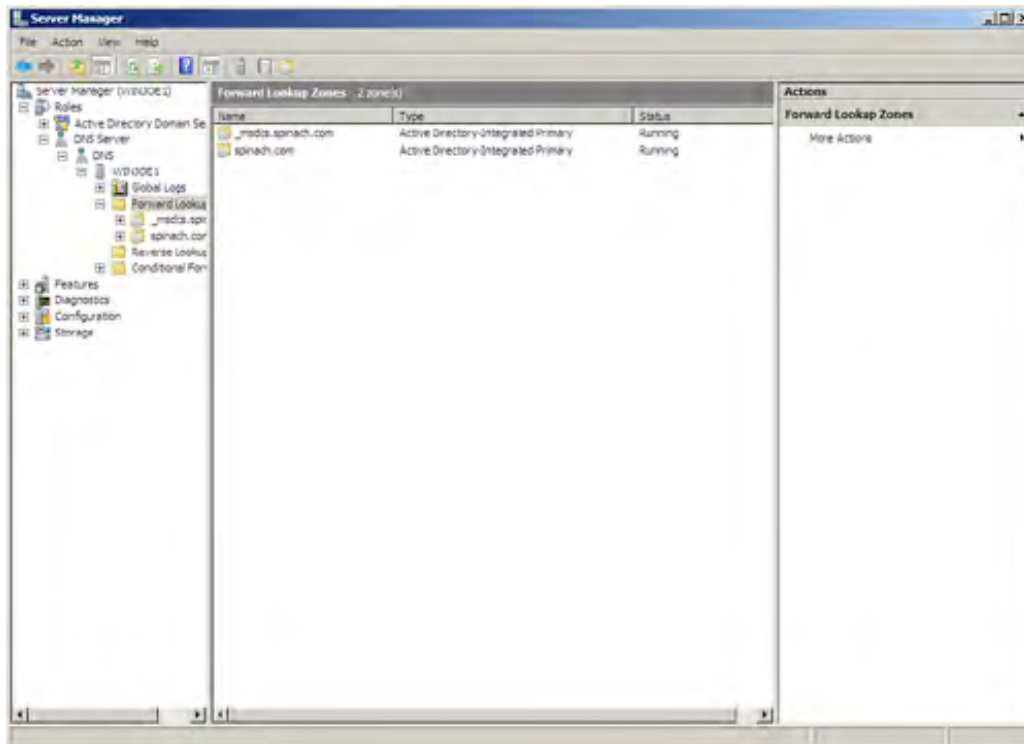 Server Manager
File Action View Help
Server Manager
Roles
Active Directory Domain Se
DNS Server
DNS
Global Logs
Forward Lookup
_msdcs.spi
spinach.cor
Reverse Lookup
Conditional For
Features
Diagnostics
Configuration
Storage
Forward Lookup Zones 2 zone(s)
Name Type Status
_msdcs.spinach.com Active Directory-Integrated Primary Running
spinach.com Active Directory-Integrated Primary Running
Actions
Forward Lookup Zones
More Actions